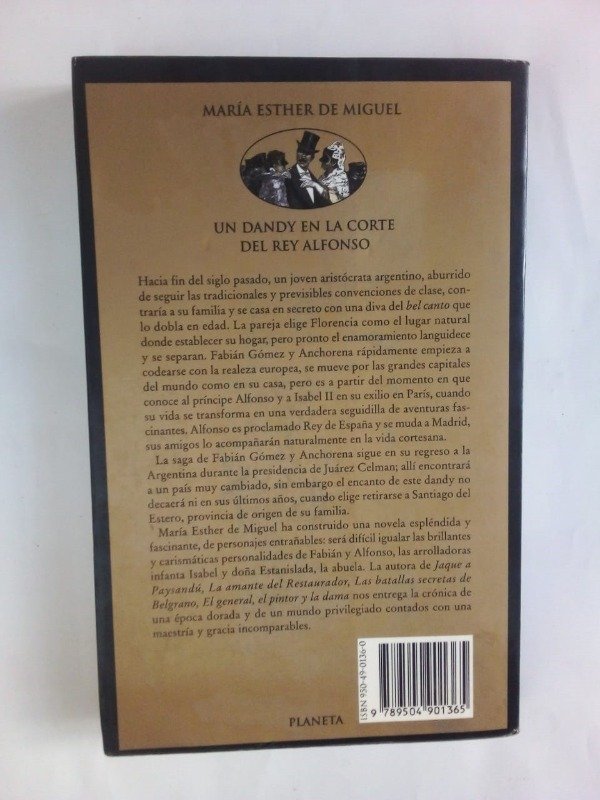 MARÍA ESTHER DE MIGUEL
UN DANDY EN LA CORTE
DEL REY ALFONSO
Hacia fin del siglo pasado, un joven aristócrata argentino, aburrido
de seguir las tradicionales y previsibles convenciones de clase, con-
traría a su familia y se casa en secreto con una diva del bel canto que
lo dobla en edad. La pareja elige Florencia como el lugar natural
donde establecer su hogar, pero pronto el enamoramiento languidece
y se separan. Fabián Gómez y Anchorena rápidamente empieza a
codearse con la realeza europea, se mueve por las grandes capitales
del mundo como en su casa, pero es a partir del momento en que
conoce al príncipe Alfonso y a Isabel II en su exilio en París, cuando
su vida se transforma en una verdadera seguidilla de aventuras fas-
cinantes. Alfonso es proclamado Rey de España y se muda a Madrid,
sus amigos lo acompañarán naturalmente en la vida cortesana.
La saga de Fabián Gómez y Anchorena sigue en su regreso a la
Argentina durante la presidencia de Juárez Celman; allí encontrará
a un país muy cambiado, sin embargo el encanto de este dandy no
decaerá ni en sus últimos años, cuando elige retirarse a Santiago del
Estero, provincia de origen de su familia.
María Esther de Miguel ha construido una novela espléndida y
fascinante, de personajes entrañables: será difícil igualar las brillantes
y carismáticas personalidades de Fabián y Alfonso, las arrolladoras
infanta Isabel y doña Estanislada, la abuela. La autora de Jaque a
Paysandú, La amante del Restaurador, Las batallas secretas de
Belgrano, El general, el pintor y la dama nos entrega la crónica de
una época dorada y de un mundo privilegiado contados con una
maestría y gracia incomparables.
ISBN 950-49-0136-0
9 789504 901365
PLANETA